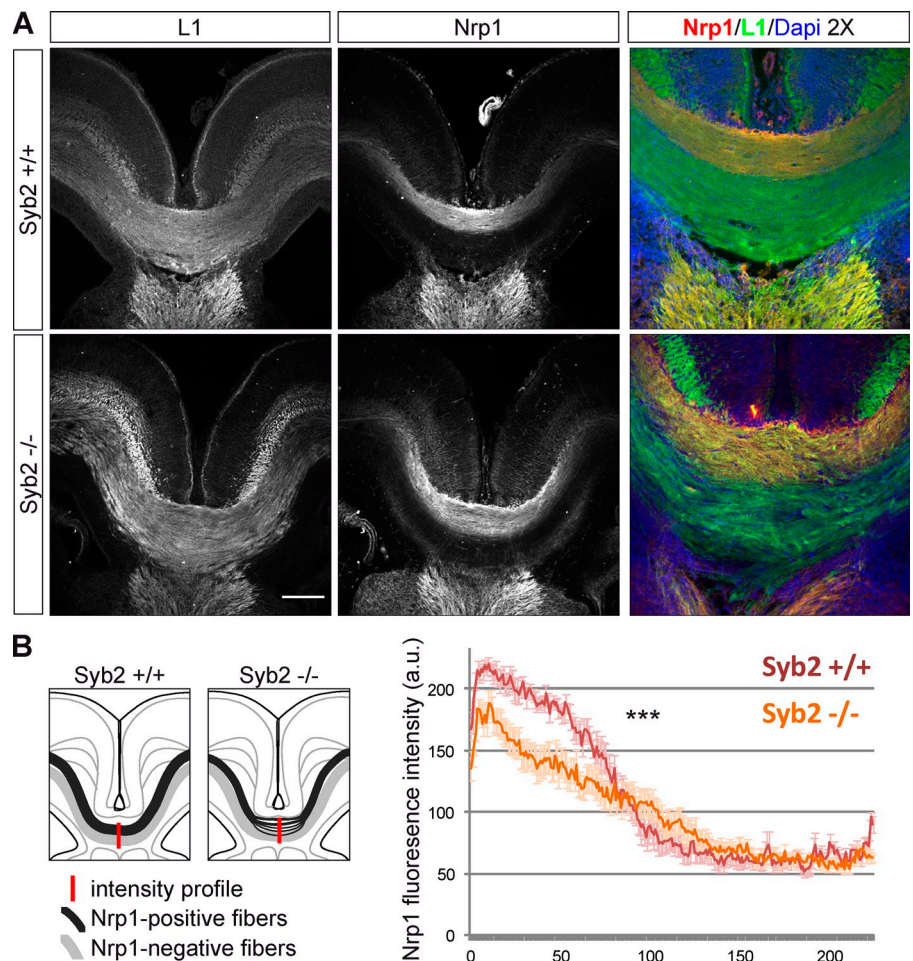 A
L1
Nrp1
Nrp1/L1/Dapi 2X
Syb2 +/+
Syb2 -/-
B
Syb2 +/+
Syb2 -/-
intensity profile
Nrp1-positive fibers
Nrp1-negative fibers
Nrp1 fluorescence intensity (a.u.)
200
150
100
50
0
Syb2 +/+
Syb2 -/-
***
0
50
100
150
200